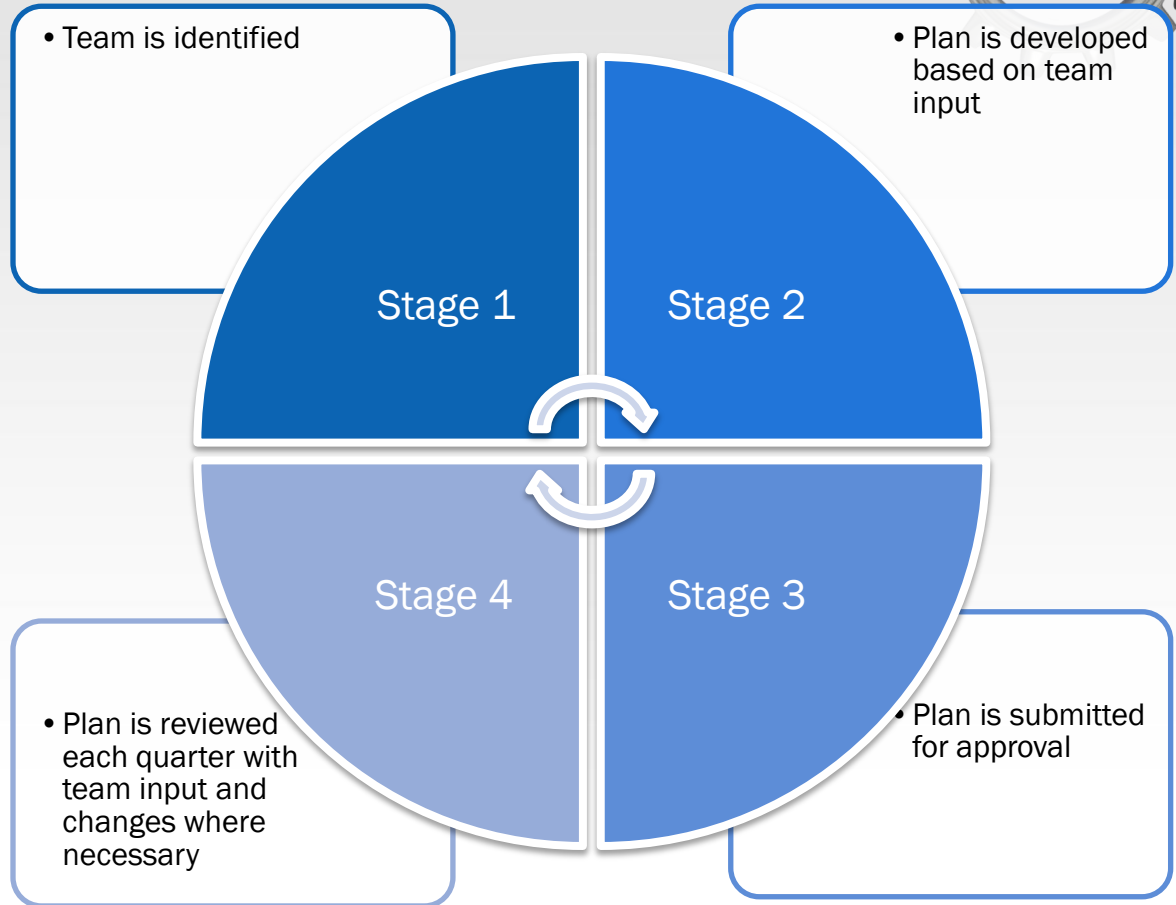 • Team is identified
• Plan is developed
based on team
input
Stage 1
Stage 2
Stage 4
Stage 3
• Plan is reviewed
each quarter with
team input and
changes where
necessary
• Plan is submitted
for approval